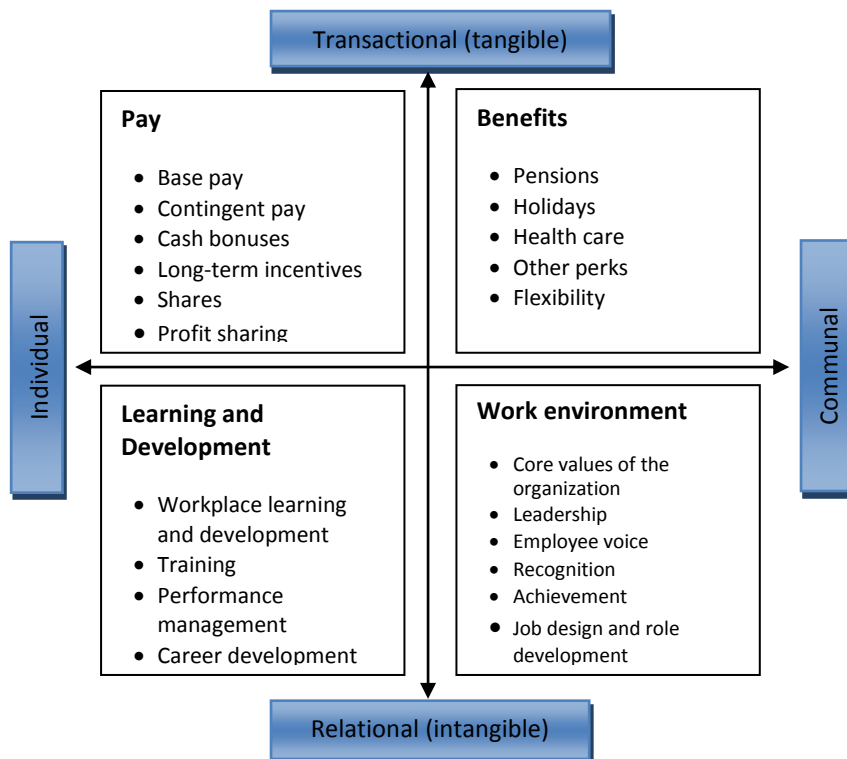 Transactional (tangible)
Pay
• Base pay
• Contingent pay
• Cash bonuses
• Long-term incentives
• Shares
• Profit sharing
Benefits
• Pensions
• Holidays
• Health care
• Other perks
• Flexibility
Individual
Communal
Learning and
Development
• Workplace learning
and development
• Training
• Performance
management
• Career development
Work environment
• Core values of the
organization
• Leadership
• Employee voice
• Recognition
• Achievement
• Job design and role
development
Relational (intangible)